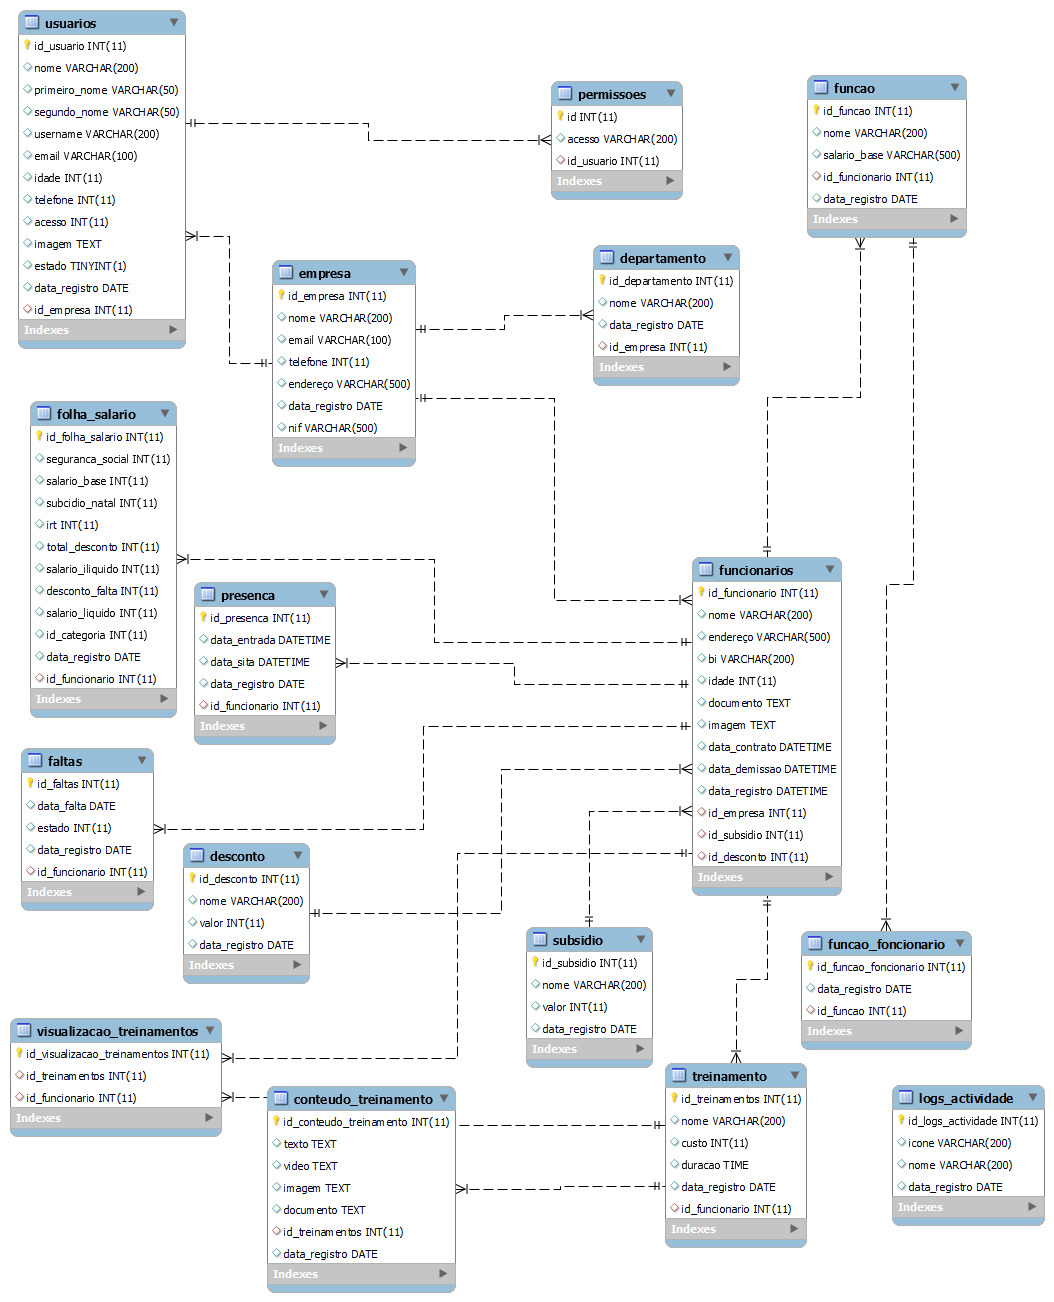 usuarios
id_usuario INT(11)
nome VARCHAR(200)
primeiro_nome VARCHAR(50)
segundo_nome VARCHAR(50)
username VARCHAR(200)
email VARCHAR(100)
idade INT(11)
telefone INT(11)
acesso INT(11)
imagem TEXT
estado TINYINT(1)
data_registro DATE
id_empresa INT(11)
Indexes
permissoes
id INT(11)
acesso VARCHAR(200)
id_usuario INT(11)
Indexes
funcao
id_funcao INT(11)
nome VARCHAR(200)
salario_base VARCHAR(500)
id_funcionario INT(11)
data_registro DATE
Indexes
empresa
id_empresa INT(11)
nome VARCHAR(200)
email VARCHAR(100)
telefone INT(11)
endereço VARCHAR(500)
data_registro DATE
nif VARCHAR(500)
Indexes
departamento
id_departamento INT(11)
nome VARCHAR(200)
data_registro DATE
id_empresa INT(11)
Indexes
folha_salario
id_folha_salario INT(11)
seguranca_social INT(11)
salario_base INT(11)
subcidio_natal INT(11)
irt INT(11)
total_desconto INT(11)
salario_iliquido INT(11)
desconto_falta INT(11)
salario_liquido INT(11)
id_categoria INT(11)
data_registro DATE
id_funcionario INT(11)
Indexes
presenca
id_presenca INT(11)
data_entrada DATETIME
data_sita DATETIME
data_registro DATE
id_funcionario INT(11)
Indexes
funcionarios
id_funcionario INT(11)
nome VARCHAR(200)
endereço VARCHAR(500)
bi VARCHAR(200)
idade INT(11)
documento TEXT
imagem TEXT
data_contrato DATETIME
data_demissao DATETIME
data_registro DATETIME
id_empresa INT(11)
id_subsidio INT(11)
id_desconto INT(11)
Indexes
faltas
id_faltas INT(11)
data_falta DATE
estado INT(11)
data_registro DATE
id_funcionario INT(11)
Indexes
desconto
id_desconto INT(11)
nome VARCHAR(200)
valor INT(11)
data_registro DATE
Indexes
subsidio
id_subsidio INT(11)
nome VARCHAR(200)
valor INT(11)
data_registro DATE
Indexes
funcao_foncionario
id_funcao_foncionario INT(11)
data_registro DATE
id_funcao INT(11)
Indexes
visualizacao_treinamentos
id_visualizacao_treinamentos INT(11)
id_treinamentos INT(11)
id_funcionario INT(11)
Indexes
conteudo_treinamento
id_conteudo_treinamento INT(11)
texto TEXT
video TEXT
imagem TEXT
documento TEXT
id_treinamentos INT(11)
data_registro DATE
Indexes
treinamento
id_treinamentos INT(11)
nome VARCHAR(200)
custo INT(11)
duracao TIME
data_registro DATE
id_funcionario INT(11)
Indexes
logs_actividade
id_logs_actividade INT(11)
icone VARCHAR(200)
nome VARCHAR(200)
data_registro DATE
Indexes